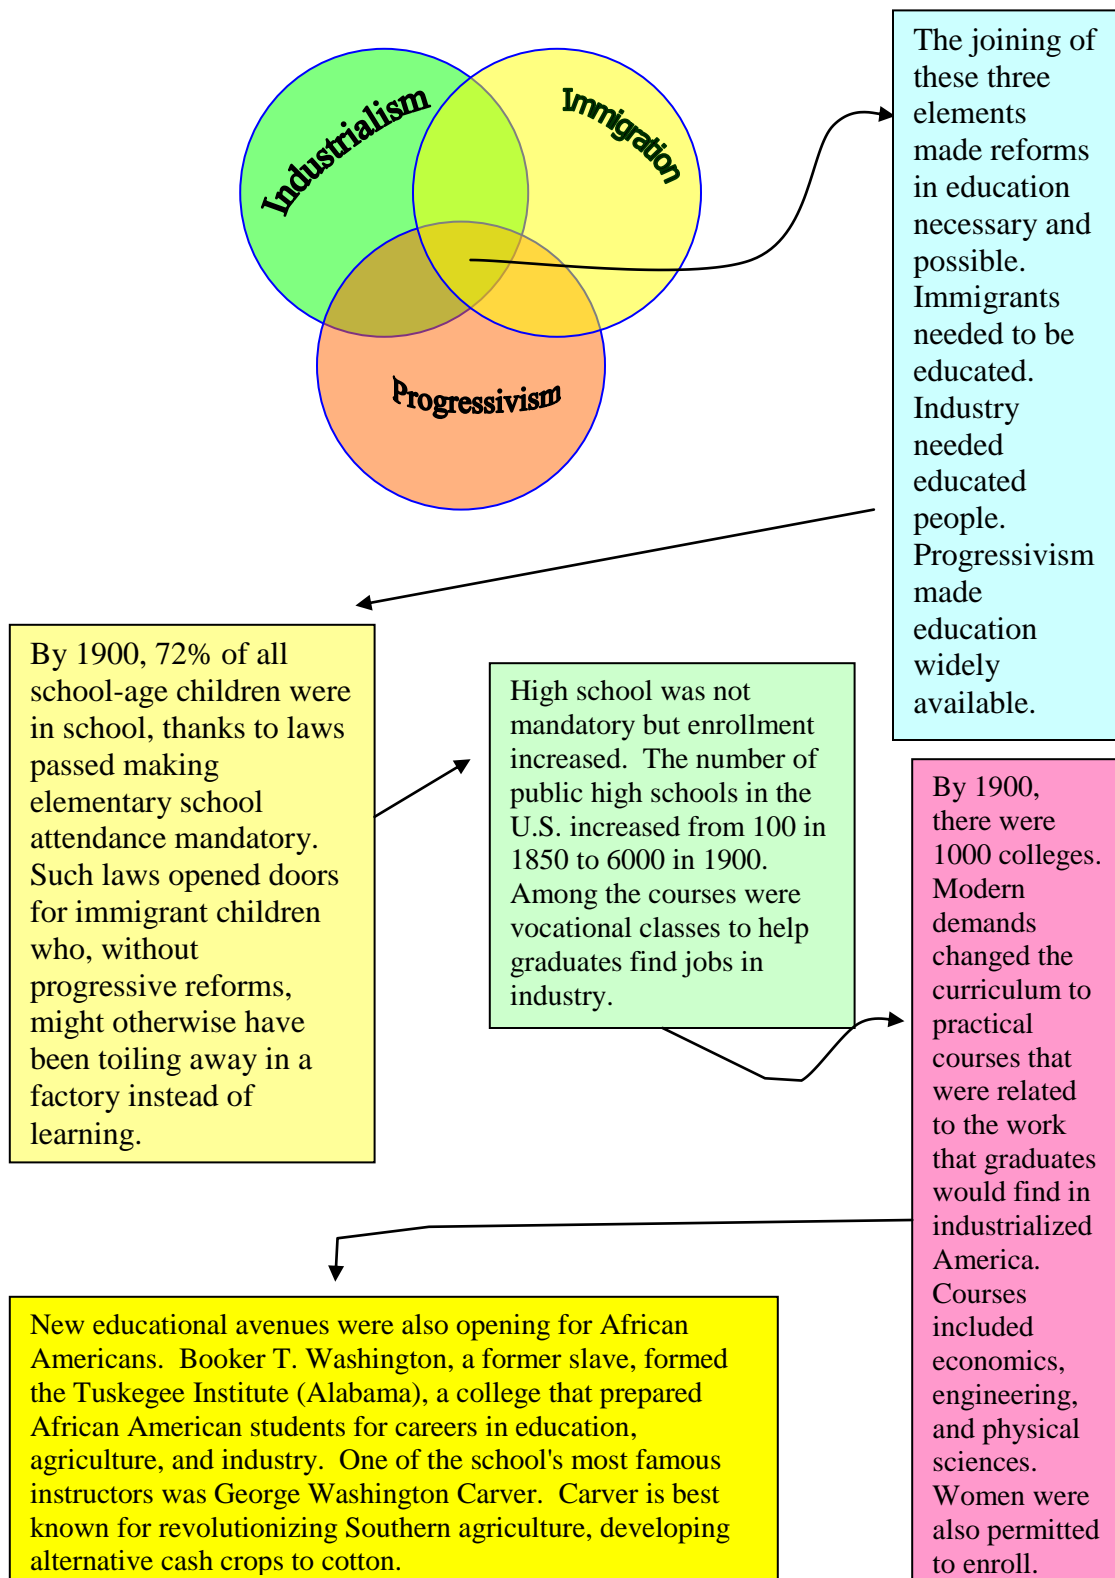 Industrialism
Immigration
Progressivism
The joining of
these three
elements
made reforms
in education
necessary and
possible.
Immigrants
needed to be
educated.
Industry
needed
educated
people.
Progressivism
made
education
widely
available.
By 1900, 72% of all
school-age children were
in school, thanks to laws
passed making
elementary school
attendance mandatory.
Such laws opened doors
for immigrant children
who, without
progressive reforms,
might otherwise have
been toiling away in a
factory instead of
learning.
High school was not
mandatory but enrollment
increased.  The number of
public high schools in the
U.S. increased from 100 in
1850 to 6000 in 1900.
Among the courses were
vocational classes to help
graduates find jobs in
industry.
By 1900,
there were
1000 colleges.
Modern
demands
changed the
curriculum to
practical
courses that
were related
to the work
that graduates
would find in
industrialized
America.
Courses
included
economics,
engineering,
and physical
sciences.
Women were
also permitted
to enroll.
New educational avenues were also opening for African
Americans.  Booker T. Washington, a former slave, formed
the Tuskegee Institute (Alabama), a college that prepared
African American students for careers in education,
agriculture, and industry.  One of the school's most famous
instructors was George Washington Carver.  Carver is best
known for revolutionizing Southern agriculture, developing
alternative cash crops to cotton.